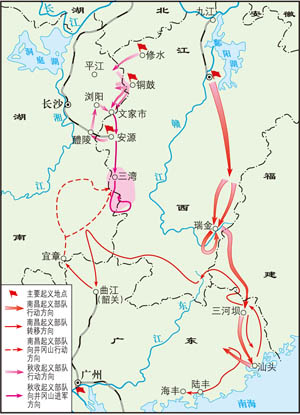 湖
北
安
徽
长
江
洞
庭
湖
九江
鄱
阳
湖
江
修水
平江
铜鼓
浏阳
文家市
长沙
湘
江
醴陵
安源
湖
赣
江
三湾
福
西
瑞金
南
建
宜章
曲江
(韶关)
三河坝
东
江
广
东
汕头
广州
海丰
陆丰
南海
主要起义地点
南昌起义部队
行动方向
南昌起义部队
转移方向
南昌起义部队
向井冈山行动
方向
秋收起义部队
行动方向
秋收起义部队
向井冈山进军
方向